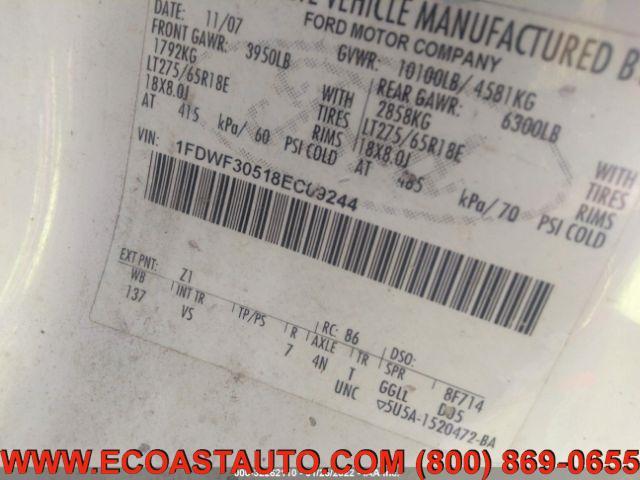 VEHICLE MANUFACTURED B
FORD MOTOR COMPANY
DATE: 11/07 GVWR: 10100LB/ 4581KG
FRONT GAWR: 3950LB REAR GAWR: 6300LB
1792KG 2858KG
LT275/65R18E WITH TIRES LT275/65R18E WITH TIRES
18X8.0J RIMS 18X8.0J RIMS
AT 415 kPa/ 60 PSI COLD AT 485 kPa/ 70 PSI COLD
VIN: 1FDWF30518EC09244
EXT PNT: Z1 RC: 86 DSO:
WB INT TR TP/PS R AXLE TR SPR 8F714
137 VS 7 4N T GGLL D05
UNC ▽5U5A-1520472-BA
WWW.ECOASTAUTO.COM (800) 869-0655